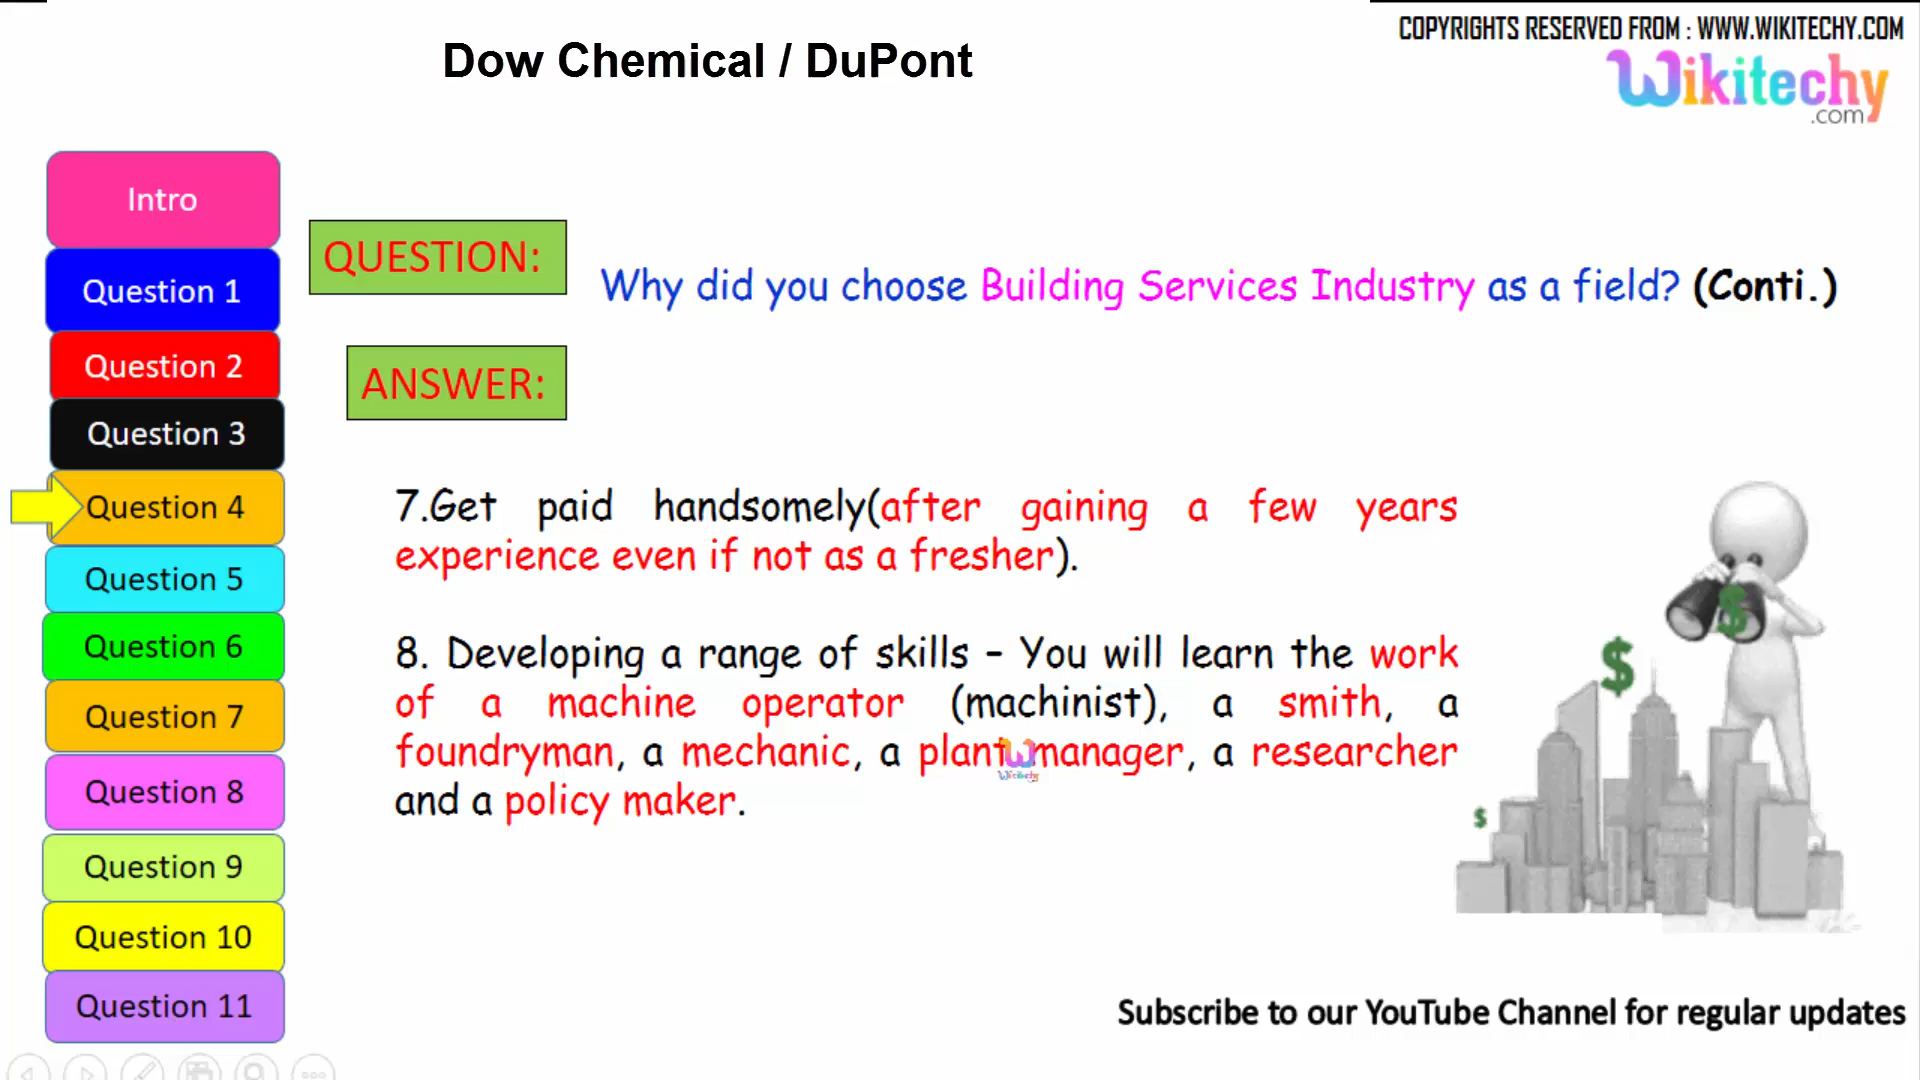 COPYRIGHTS RESERVED FROM : WWW.WIKITECHY.COM
Dow Chemical / DuPont
Wikitechy
.com
Intro
Question 1
Question 2
Question 3
Question 4
Question 5
Question 6
Question 7
Question 8
Question 9
Question 10
Question 11
QUESTION:
Why did you choose Building Services Industry as a field? (Conti.)
ANSWER:
7.Get paid handsomely(after gaining a few years
experience even if not as a fresher).
8. Developing a range of skills – You will learn the work
of a machine operator (machinist), a smith, a
foundryman, a mechanic, a plant manager, a researcher
and a policy maker.
Wikitechy
$
$
$
Subscribe to our YouTube Channel for regular updates